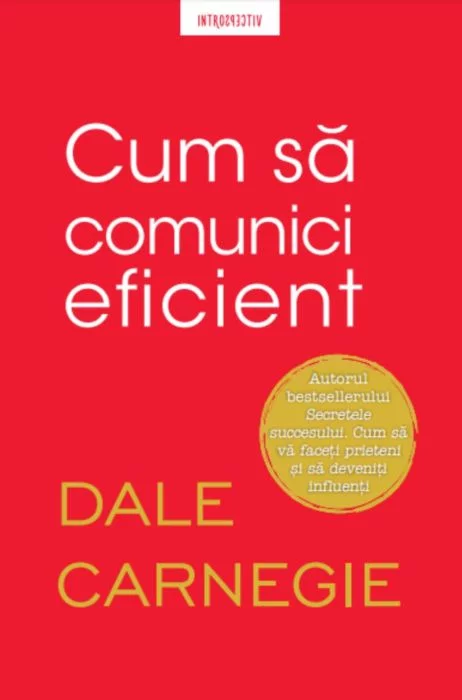 INTROSPECTIV
Cum să
comunici
eficient
Autorul
bestsellerului
Secretele
succesului. Cum să
vă faceți prieteni
și să deveniți
influenți
DALE
CARNEGIE